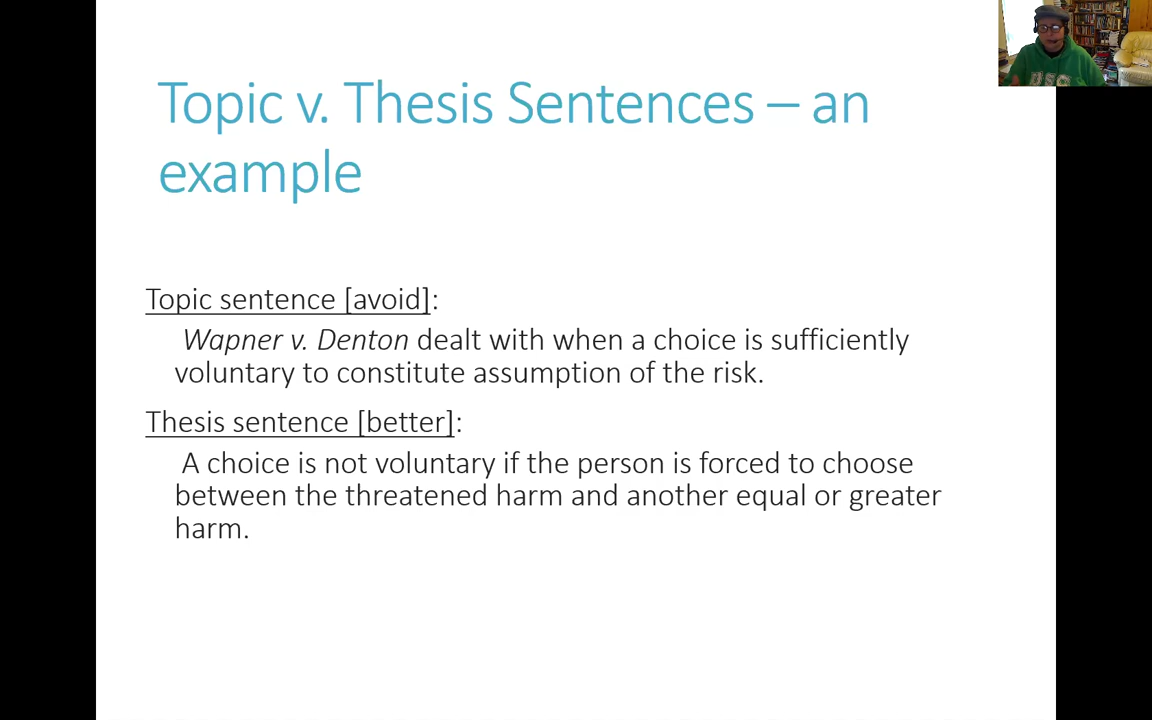 Topic v. Thesis Sentences – an
example
Topic sentence [avoid]:
Wapner v. Denton dealt with when a choice is sufficiently
voluntary to constitute assumption of the risk.
Thesis sentence [better]:
A choice is not voluntary if the person is forced to choose
between the threatened harm and another equal or greater
harm.